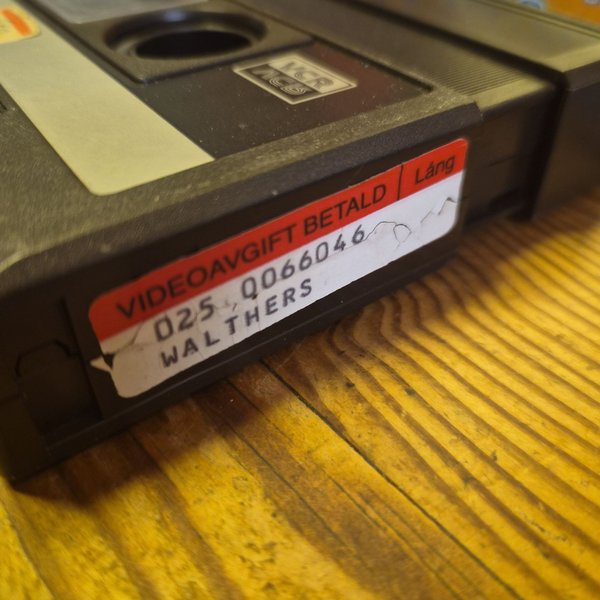 VCR
VIDEOAVGIFT BETALD | Lång
025 0066046
WALTHERS